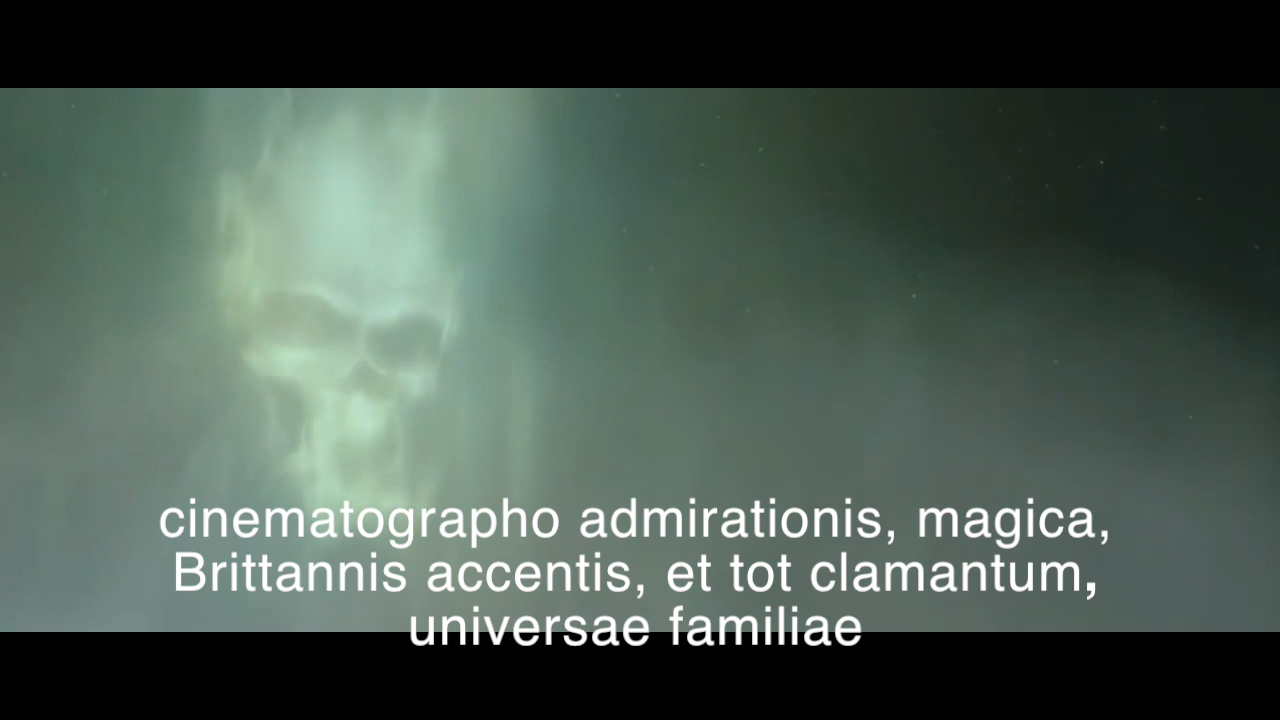 cinematographo admirationis, magica,
Brittannis accentis, et tot clamantum,
universae familiae